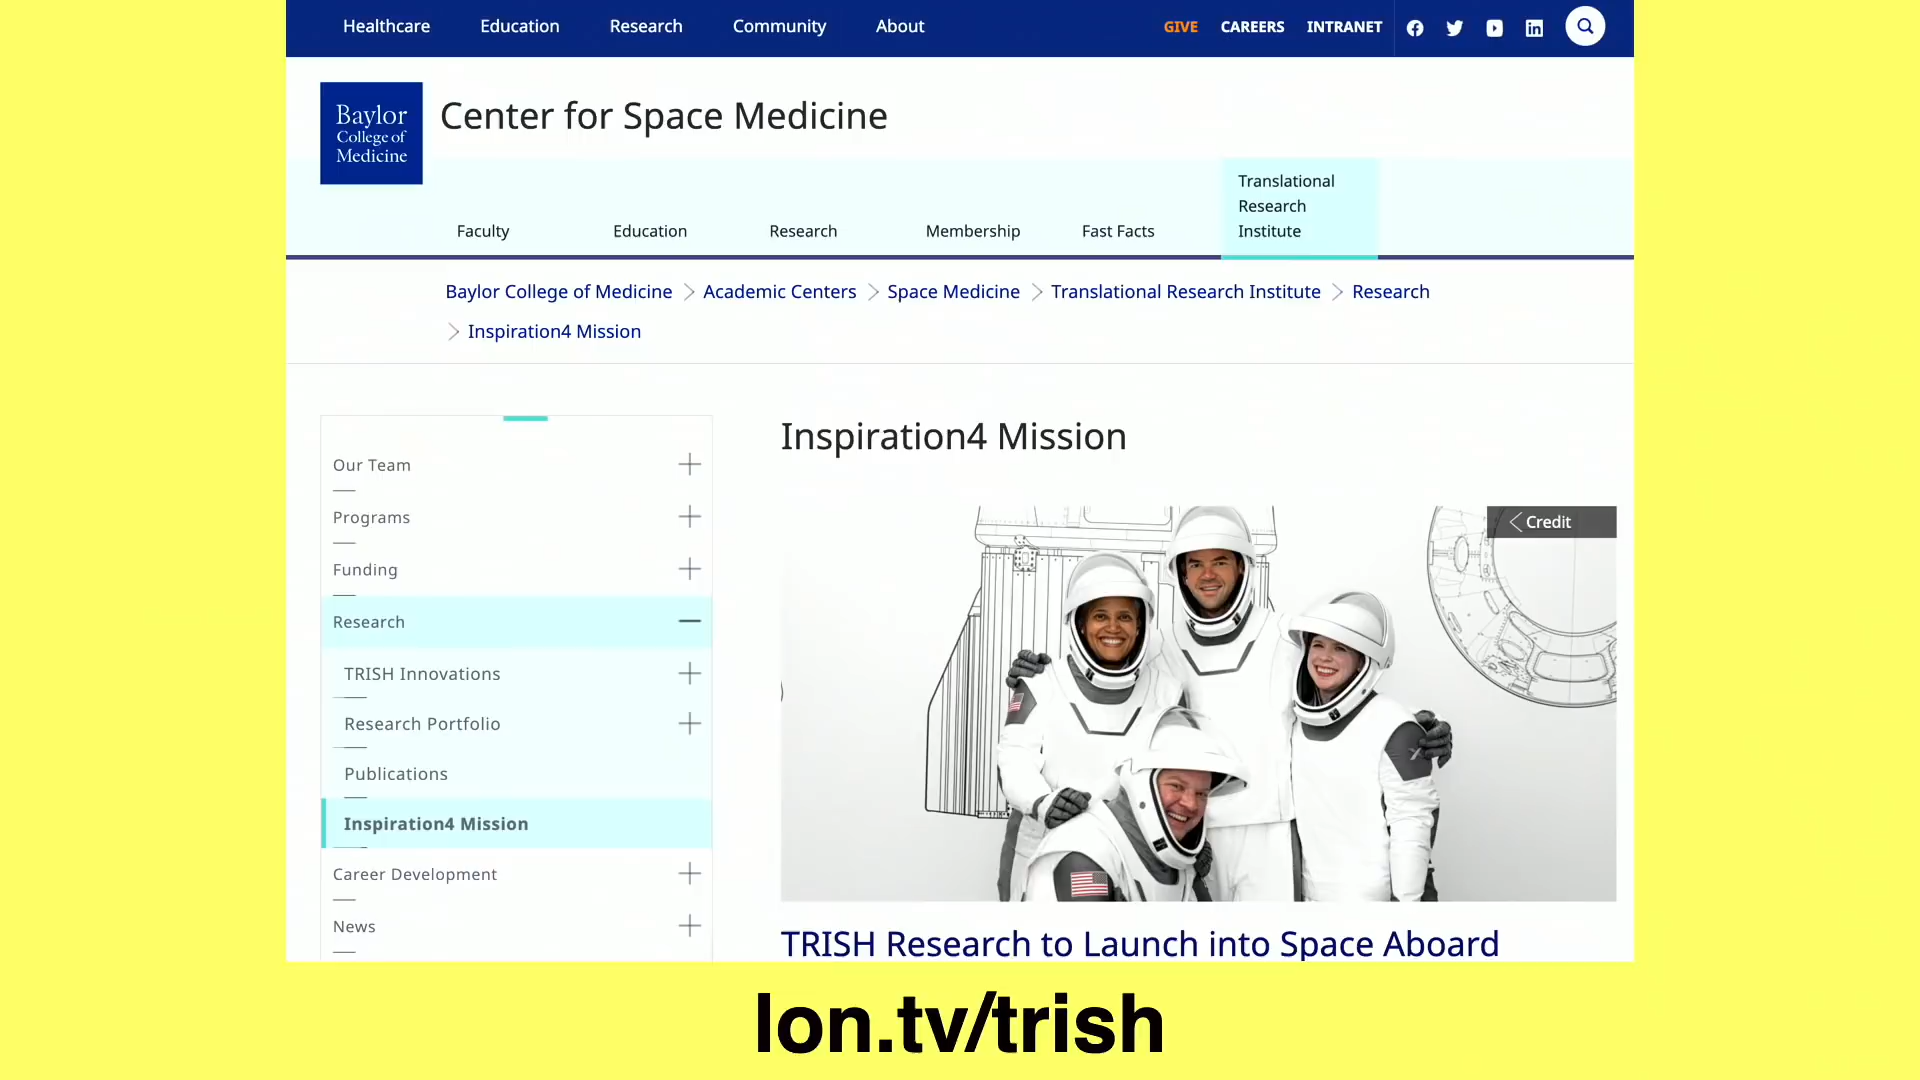 Healthcare Education Research Community About GIVE CAREERS INTRANET
Baylor
College of
Medicine
Center for Space Medicine
Faculty Education Research Membership Fast Facts
Translational
Research
Institute
Baylor College of Medicine Academic Centers Space Medicine Translational Research Institute Research
Inspiration4 Mission
Our Team
Programs
Funding
Research
TRISH Innovations
Research Portfolio
Publications
Inspiration4 Mission
Career Development
News
Inspiration4 Mission
Credit
TRISH Research to Launch into Space Aboard
lon.tv/trish